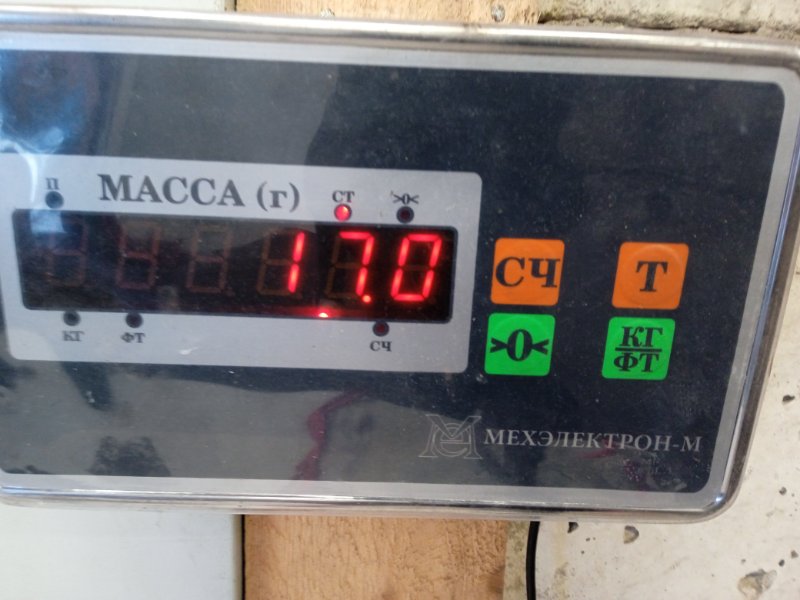 П МАССА (г) СТ >0<
17.0
КГ ФТ СЧ
СЧ Т
>0< КГ/ФТ
МЕХЭЛЕКТРОН-М